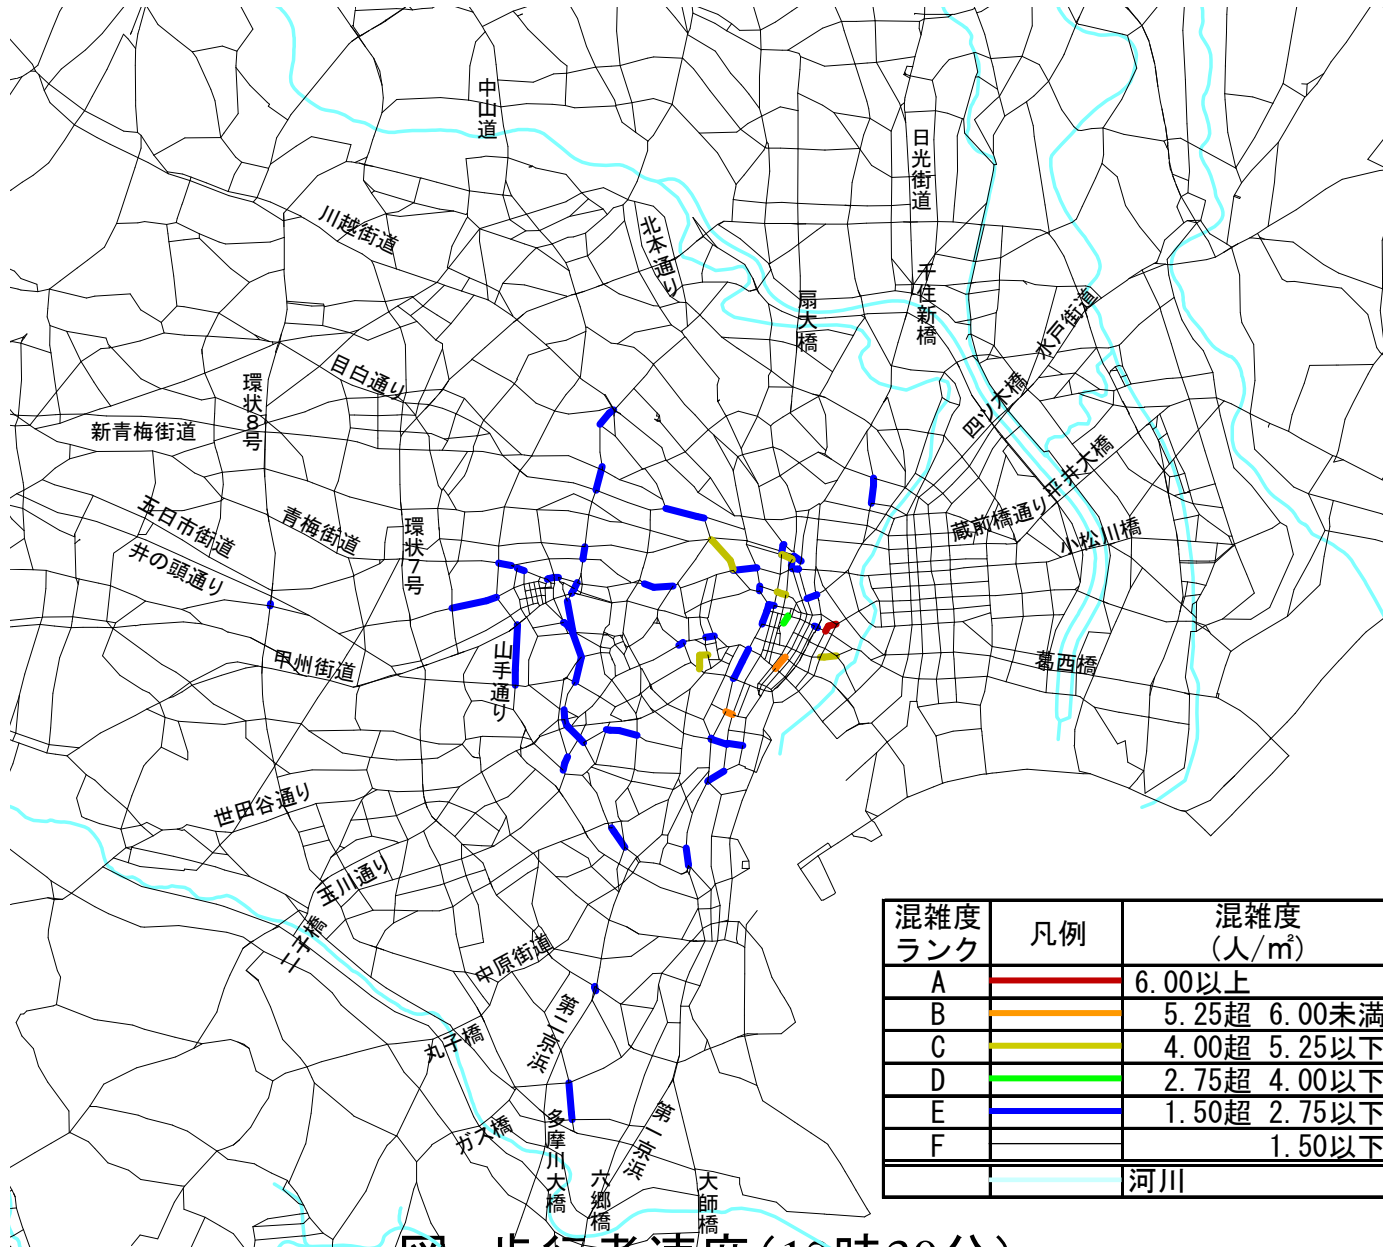 中山道
日光街道
川越街道
北本通り
千住新橋
扇大橋
水戸街道
目白通り
環状8号
四ツ木橋
新青梅街道
平井大橋
五日市街道
青梅街道
環状7号
蔵前橋通り
小松川橋
井の頭通り
甲州街道
山手通り
葛西橋
世田谷通り
玉川通り
二子橋
中原街道
第二京浜
丸子橋
ガス橋
多摩川大橋
第一京浜
六郷橋
大師橋
混雑度ランク 凡例 混雑度(人/㎡)
A 6.00以上
B 5.25超 6.00未満
C 4.00超 5.25以下
D 2.75超 4.00以下
E 1.50超 2.75以下
F 1.50以下
河川